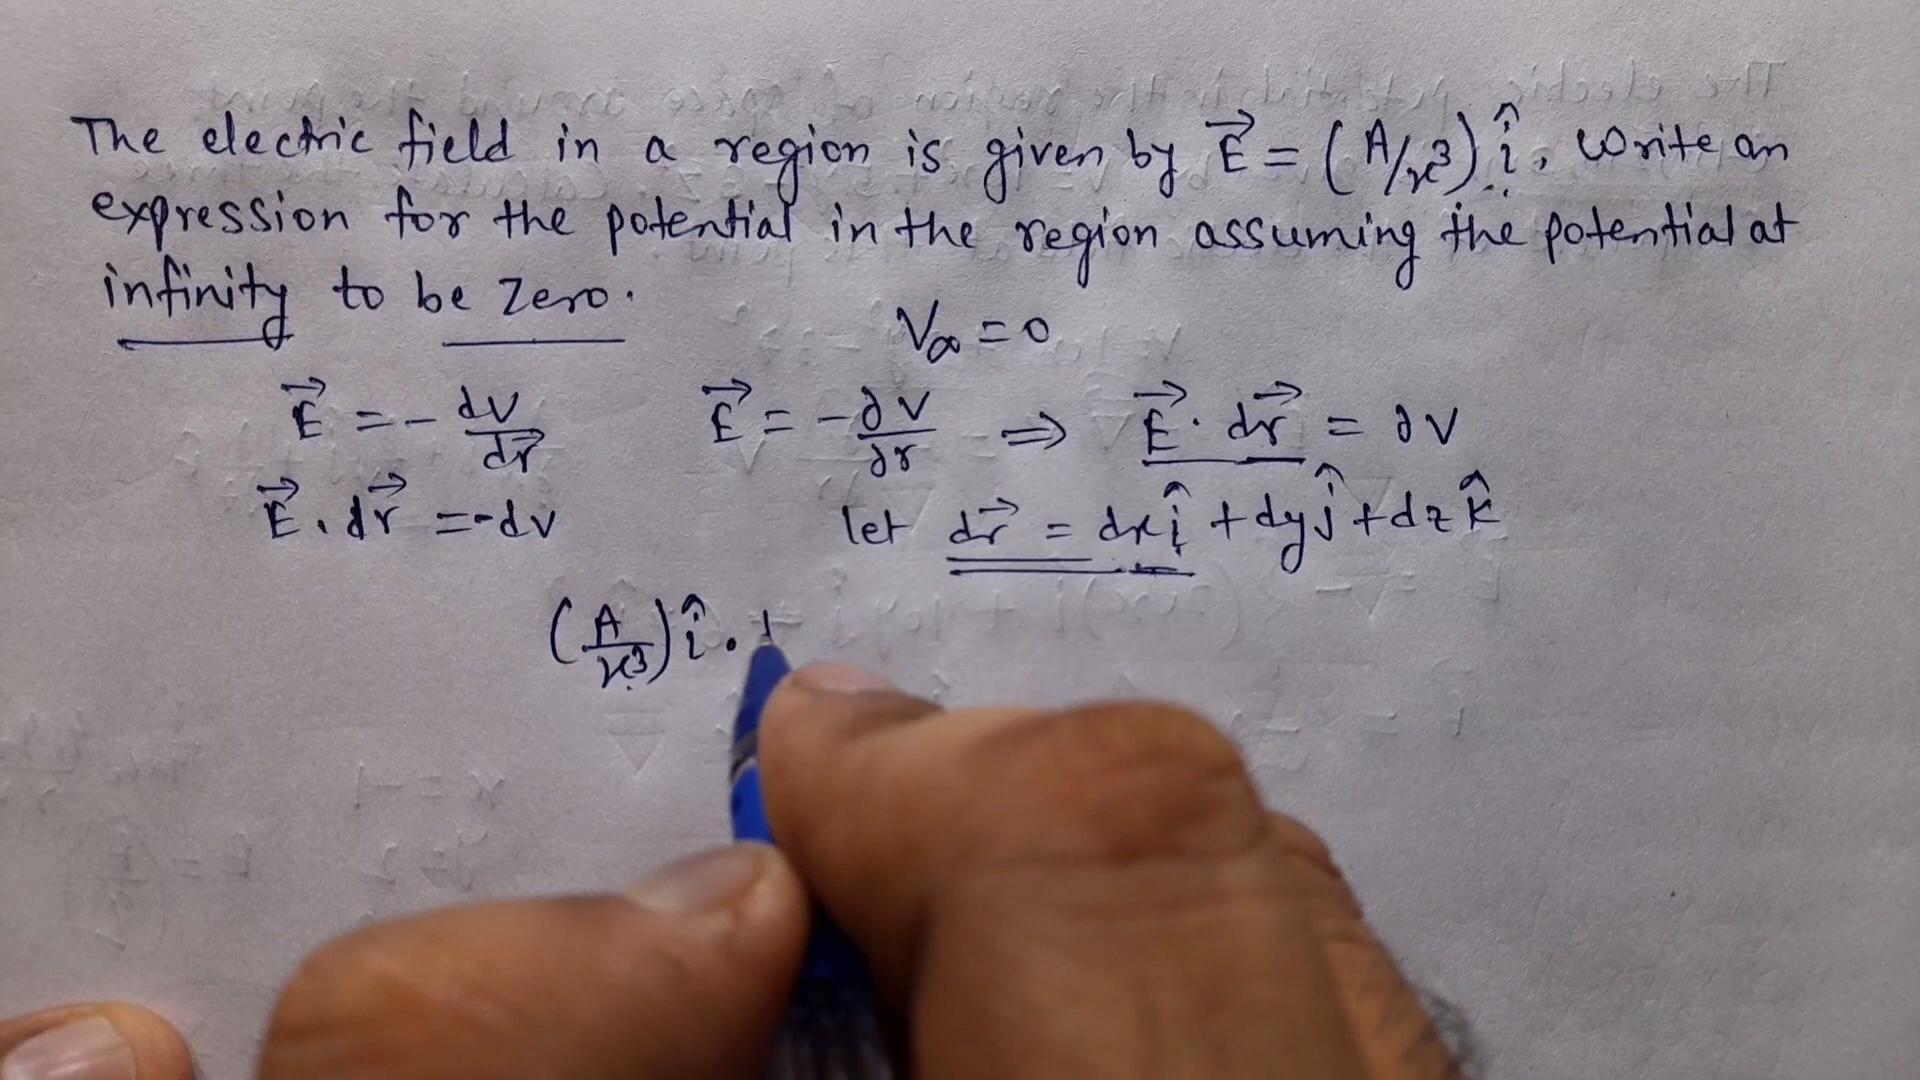 The electric field in a region is given by E⃗ = (A/x³) î. Write an
expression for the potential in the region assuming the potential at
infinity to be zero.
V∞ = 0
E⃗ = - dV/dr⃗   E⃗ = - ∂V/∂r ⇒ E⃗ · dr⃗ = ∂V
E⃗ . dr⃗ = -dv   let dr⃗ = dx î + dy ĵ + dz k̂
(A/x³) î .